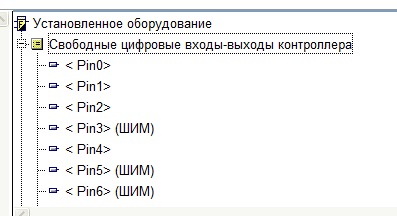 Установленное оборудование
Свободные цифровые входы-выходы контроллера
< Pin0>
< Pin1>
< Pin2>
< Pin3> (ШИМ)
< Pin4>
< Pin5> (ШИМ)
< Pin6> (ШИМ)